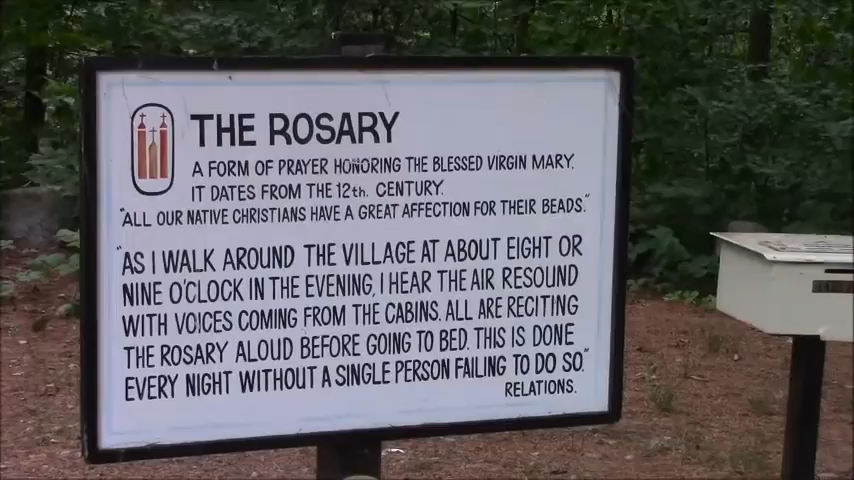 THE ROSARY
A FORM OF PRAYER HONORING THE BLESSED VIRGIN MARY.
IT DATES FROM THE 12th. CENTURY.
"ALL OUR NATIVE CHRISTIANS HAVE A GREAT AFFECTION FOR THEIR BEADS."
"AS I WALK AROUND THE VILLAGE AT ABOUT EIGHT OR
NINE O'CLOCK IN THE EVENING, I HEAR THE AIR RESOUND
WITH VOICES COMING FROM THE CABINS. ALL ARE RECITING
THE ROSARY ALOUD BEFORE GOING TO BED. THIS IS DONE
EVERY NIGHT WITHOUT A SINGLE PERSON FAILING TO DO SO."
RELATIONS.